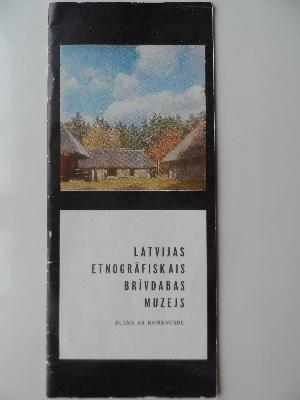 LATVIJAS
ETNOGRĀFISKAIS
BRĪVDABAS
MUZEJS
PLĀNS AR KOMENTĀRU